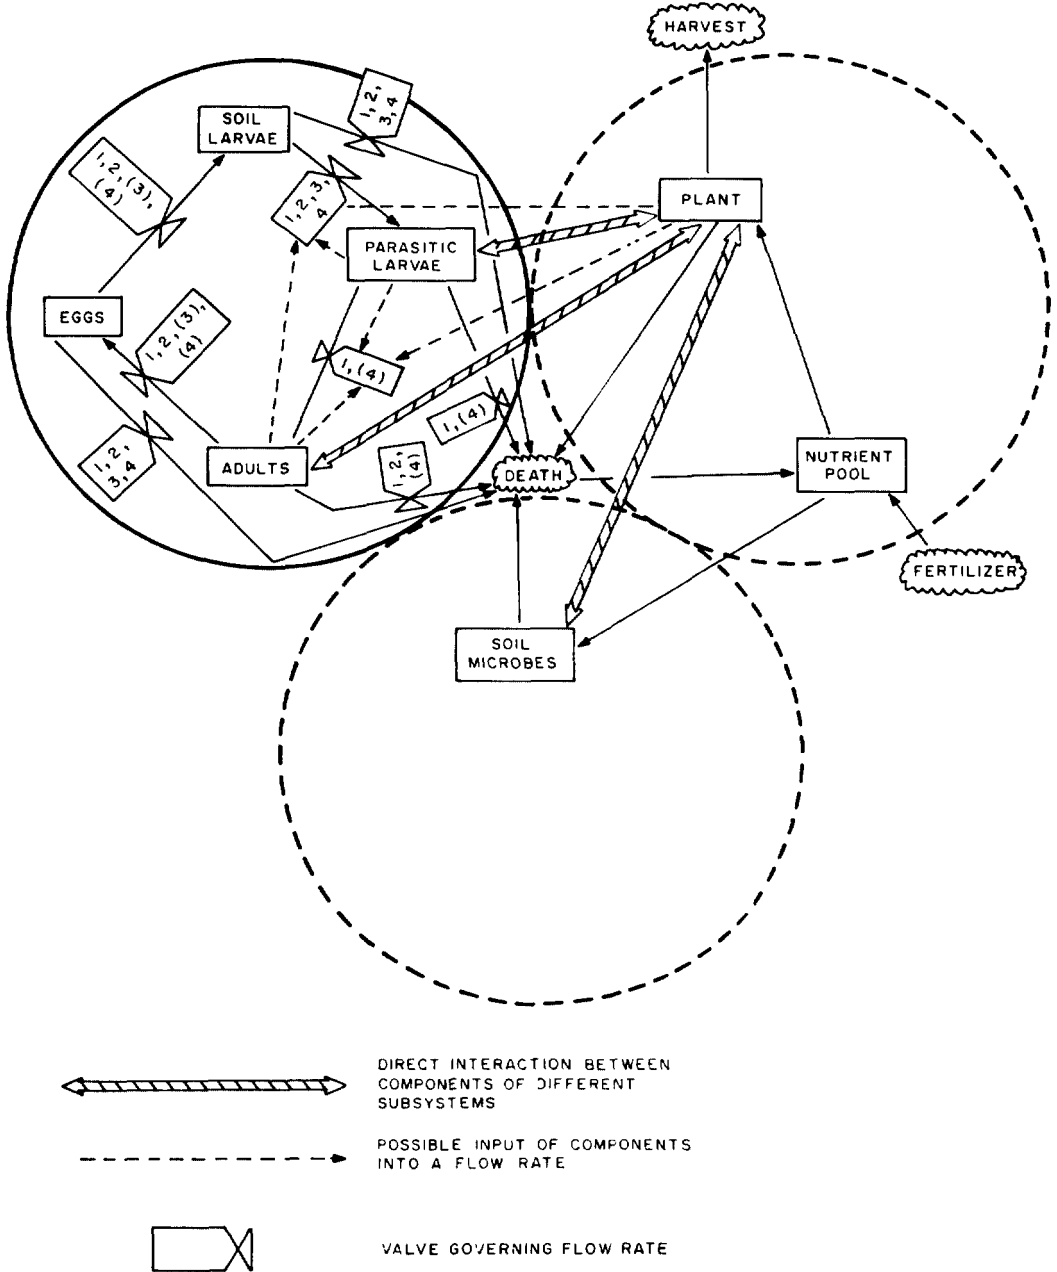 HARVEST
1, 2,
3, 4
SOIL
LARVAE
1, 2, (3),
(4)
1, 2, 3,
4
PLANT
PARASITIC
LARVAE
EGGS
1, 2, (3),
(4)
1, (4)
1, (4)
1, 2,
3, 4
ADULTS
1, 2,
(4)
DEATH
NUTRIENT
POOL
FERTILIZER
SOIL
MICROBES
DIRECT INTERACTION BETWEEN
COMPONENTS OF DIFFERENT
SUBSYSTEMS
POSSIBLE INPUT OF COMPONENTS
INTO A FLOW RATE
VALVE GOVERNING FLOW RATE